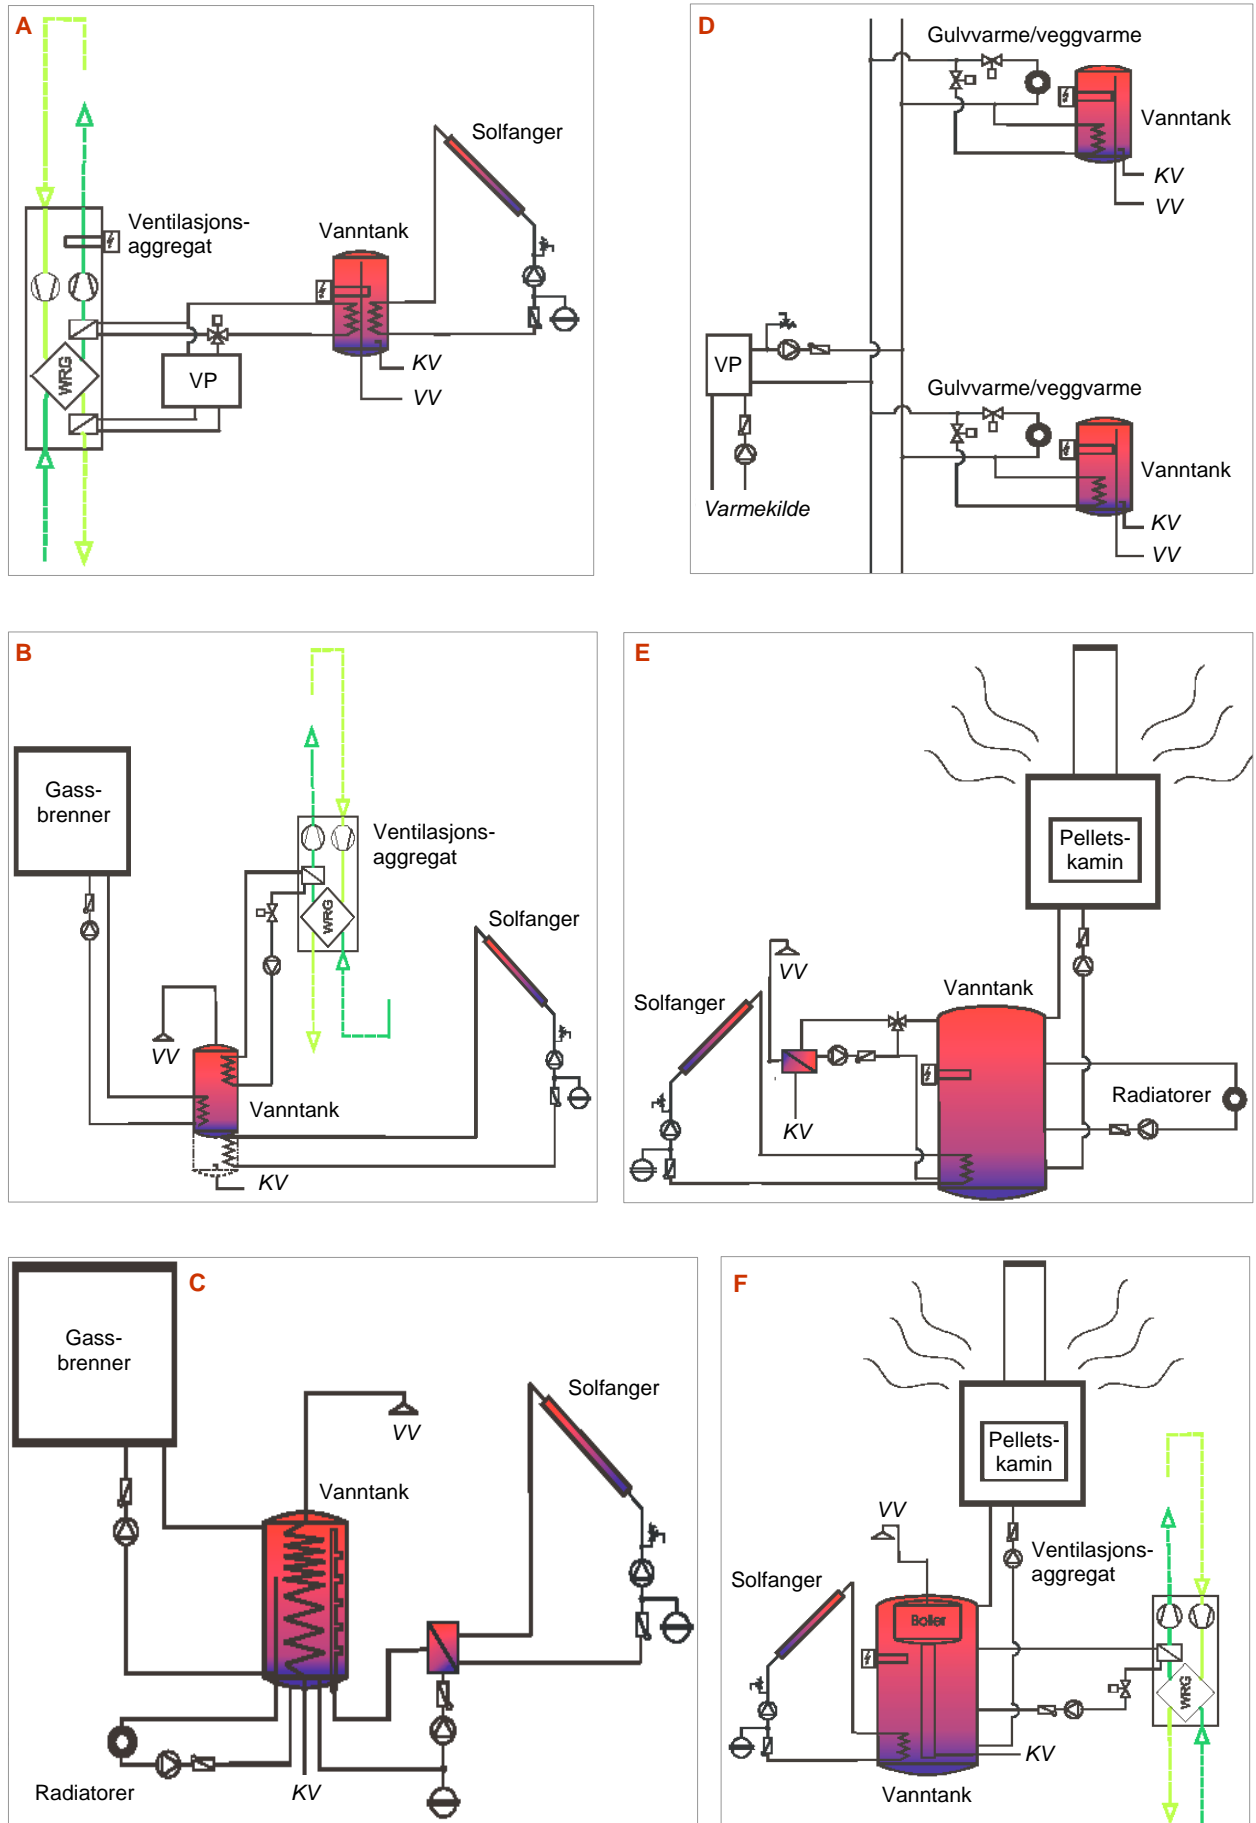 A
Solfanger
Ventilasjons-
aggregat
Vanntank
WRG
VP
KV
VV
D
Gulvvarme/veggvarme
Vanntank
KV
VV
VP
Gulvvarme/veggvarme
Vanntank
Varmekilde
KV
VV
B
Gass-
brenner
Ventilasjons-
aggregat
WRG
Solfanger
VV
Vanntank
KV
E
Pellets-
kamin
VV
Vanntank
Solfanger
Radiatorer
KV
C
Gass-
brenner
Solfanger
VV
Vanntank
Radiatorer
KV
F
Pellets-
kamin
VV
Ventilasjons-
aggregat
Solfanger
Boiler
WRG
KV
Vanntank